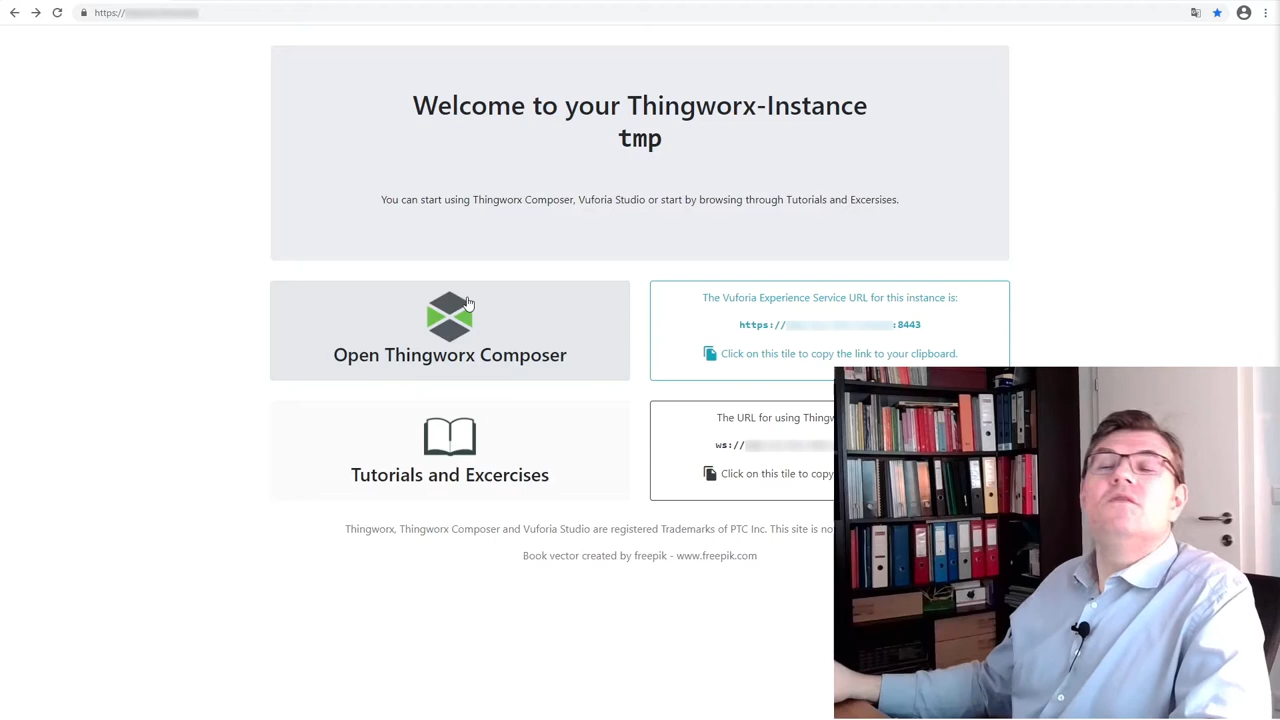 https://
Welcome to your Thingworx-Instance
tmp
You can start using Thingworx Composer, Vuforia Studio or start by browsing through Tutorials and Excersises.
Open Thingworx Composer
The Vuforia Experience Service URL for this instance is:
https:// :8443
Click on this tile to copy the link to your clipboard.
Tutorials and Excercises
The URL for using Thingw
ws://
Click on this tile to copy
Thingworx, Thingworx Composer and Vuforia Studio are registered Trademarks of PTC Inc. This site is no
Book vector created by freepik - www.freepik.com